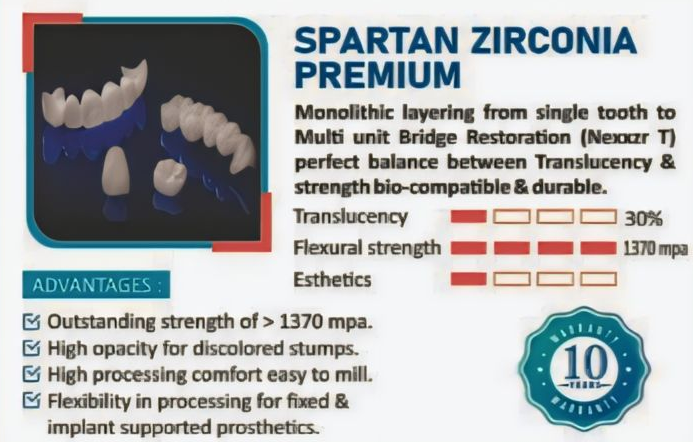 SPARTAN ZIRCONIA
PREMIUM
Monolithic layering from single tooth to
Multi unit Bridge Restoration (Nexxzr T)
perfect balance between Translucency &
strength bio-compatible & durable.
Translucency 30%
Flexural strength 1370 mpa
Esthetics
ADVANTAGES :
Outstanding strength of > 1370 mpa.
High opacity for discolored stumps.
High processing comfort easy to mill.
Flexibility in processing for fixed &
implant supported prosthetics.
WARRANTY
10
YEARS
WARRANTY